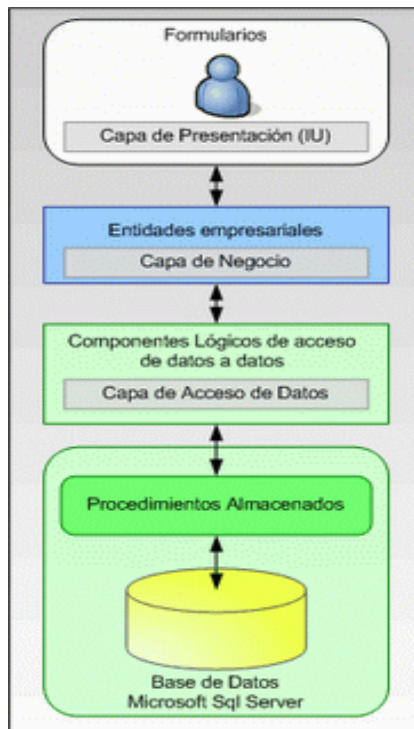 Formularios
Capa de Presentación (IU)
Entidades empresariales
Capa de Negocio
Componentes Lógicos de acceso
de datos a datos
Capa de Acceso de Datos
Procedimientos Almacenados
Base de Datos
Microsoft Sql Server